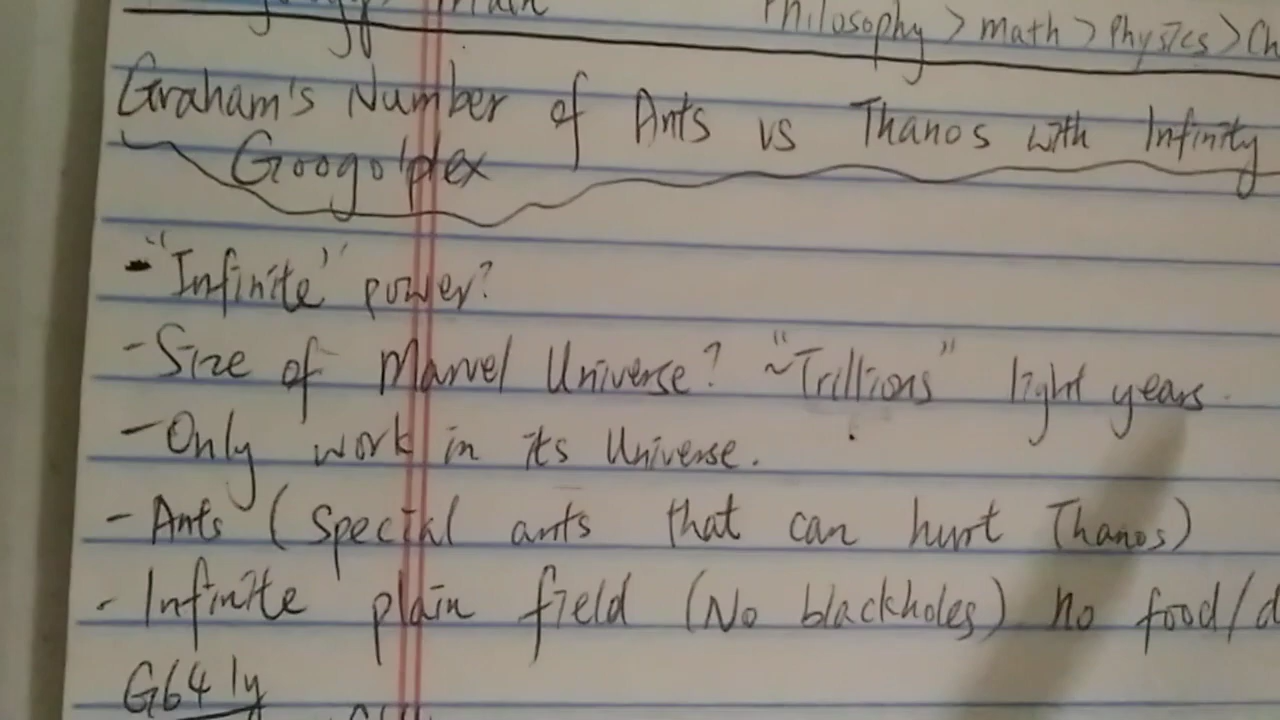 Philosophy > math > Physics > Ch
Graham's Number of Ants vs Thanos with Infinity
Googolplex
- "Infinite" power?
- Size of Marvel Universe? ~"Trillions" light years.
- Only work in its Universe.
- Ants (special ants that can hurt Thanos)
- Infinite plain field (No blackholes) no food/d
G64 ly